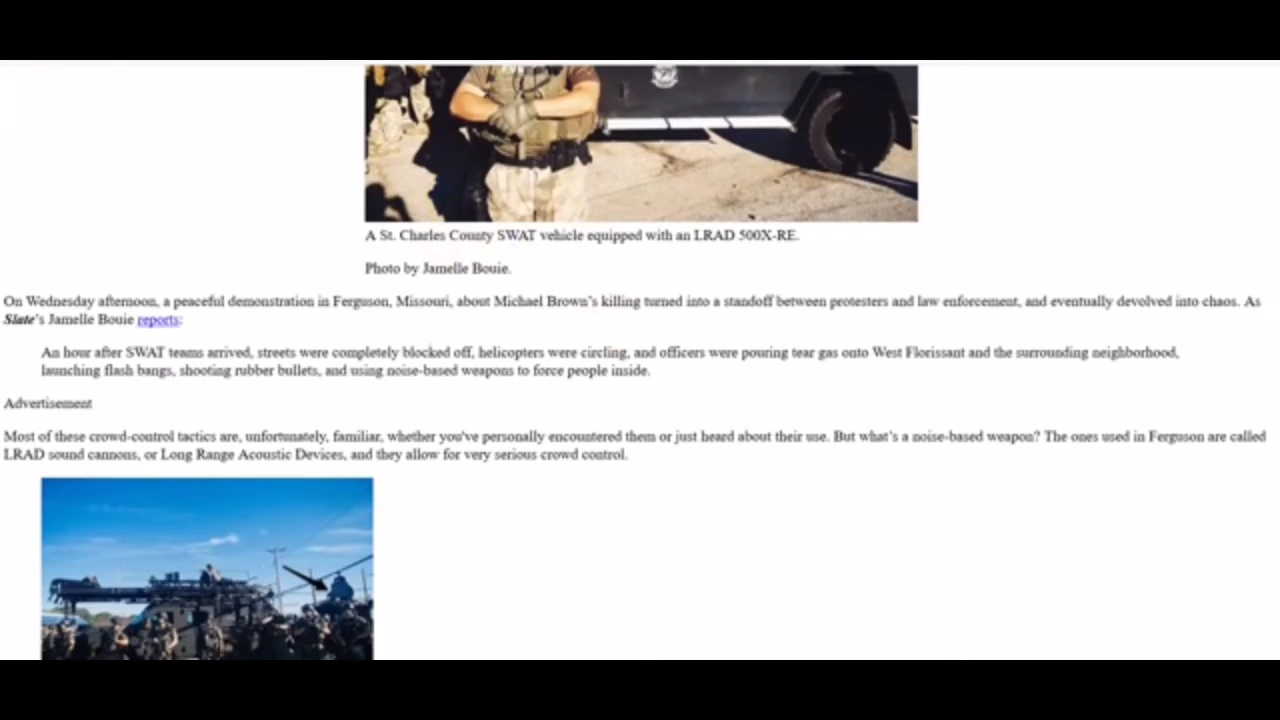 A St. Charles County SWAT vehicle equipped with an LRAD 500X-RE.
Photo by Jamelle Bouie.
On Wednesday afternoon, a peaceful demonstration in Ferguson, Missouri, about Michael Brown's killing turned into a standoff between protesters and law enforcement, and eventually devolved into chaos. As
Slate's Jamelle Bouie reports:
An hour after SWAT teams arrived, streets were completely blocked off, helicopters were circling, and officers were pouring tear gas onto West Florissant and the surrounding neighborhood,
launching flash bangs, shooting rubber bullets, and using noise-based weapons to force people inside.
Advertisement
Most of these crowd-control tactics are, unfortunately, familiar, whether you've personally encountered them or just heard about their use. But what's a noise-based weapon? The ones used in Ferguson are called
LRAD sound cannons, or Long Range Acoustic Devices, and they allow for very serious crowd control.